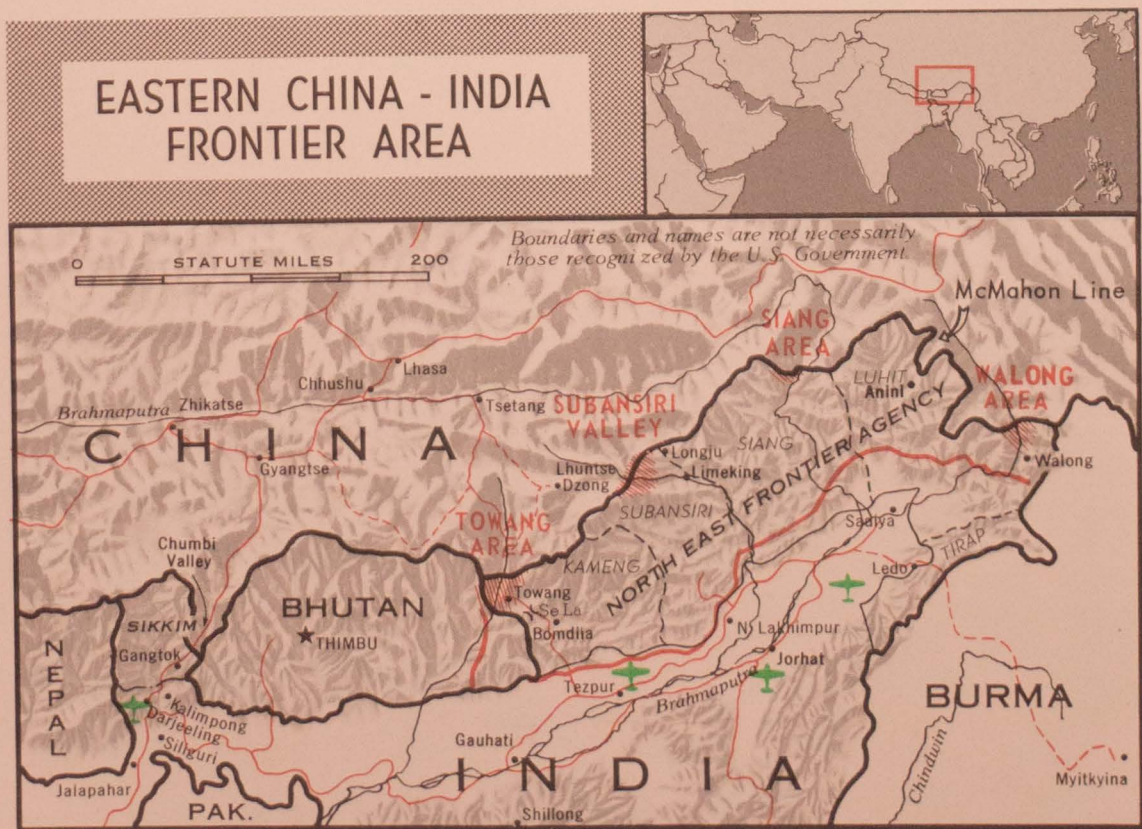 EASTERN CHINA - INDIA
FRONTIER AREA
Boundaries and names are not necessarily
those recognized by the U.S. Government.
0 STATUTE MILES 200
McMahon Line
SIANG
AREA
Lhasa
Chhushu
LUHIT
Anini
WALONG
AREA
Brahmaputra
Zhikatse
Tsetang
SUBANSIRI
VALLEY
CHINA
SIANG
Longju
Limeking
Walong
Gyangtse
Lhuntse
Dzong
NORTH EAST FRONTIER AGENCY
SUBANSIRI
Sadiya
TOWANG
AREA
TIRAP
Chumbi
Valley
KAMENG
Ledo
Towang
Se La
Bomdila
BHUTAN
THIMBU
SIKKIM
NEPAL
Gangtok
N. Lakhimpur
Jorhat
Tezpur
Brahmaputra
BURMA
Kalimpong
Darjeeling
Siliguri
Gauhati
INDIA
Chindwin
Myitkyina
Jalapahar
PAK.
Shillong